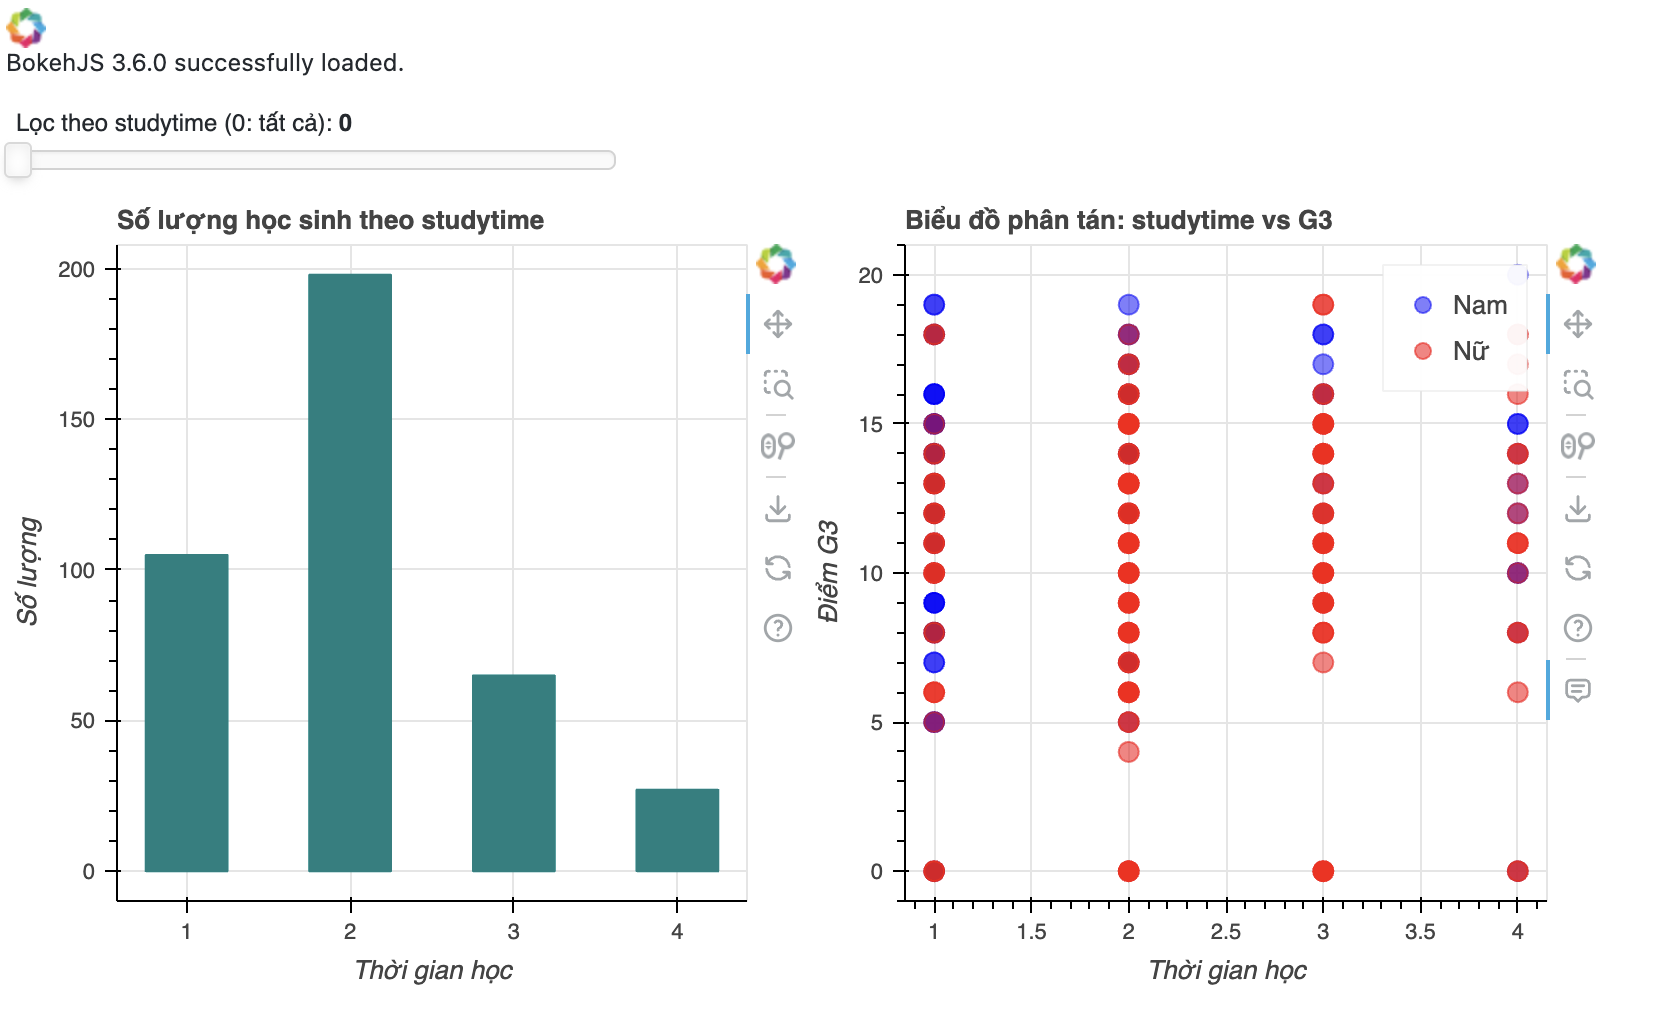 BokehJS 3.6.0 successfully loaded.
Lọc theo studytime (0: tất cả): 0
Số lượng học sinh theo studytime
200
150
100
50
0
Số lượng
1 2 3 4
Thời gian học
Biểu đồ phân tán: studytime vs G3
20
15
10
5
0
Điểm G3
Nam
Nữ
1 1.5 2 2.5 3 3.5 4
Thời gian học